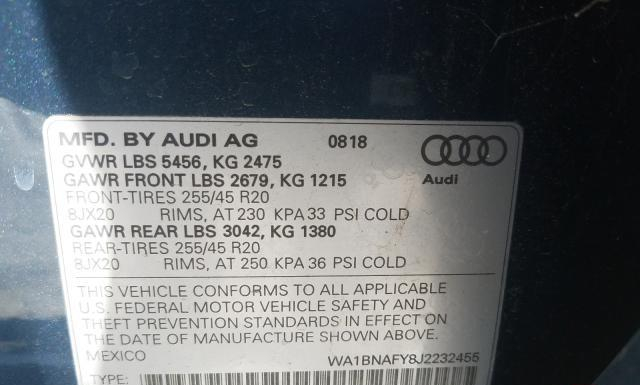 MFD. BY AUDI AG 0818
GVWR LBS 5456, KG 2475
GAWR FRONT LBS 2679, KG 1215 Audi
FRONT-TIRES 255/45 R20
8JX20 RIMS, AT 230 KPA 33 PSI COLD
GAWR REAR LBS 3042, KG 1380
REAR-TIRES 255/45 R20
8JX20 RIMS, AT 250 KPA 36 PSI COLD
THIS VEHICLE CONFORMS TO ALL APPLICABLE
U.S. FEDERAL MOTOR VEHICLE SAFETY AND
THEFT PREVENTION STANDARDS IN EFFECT ON
THE DATE OF MANUFACTURE SHOWN ABOVE.
MEXICO WA1BNAFY8J2232455
TYPE: